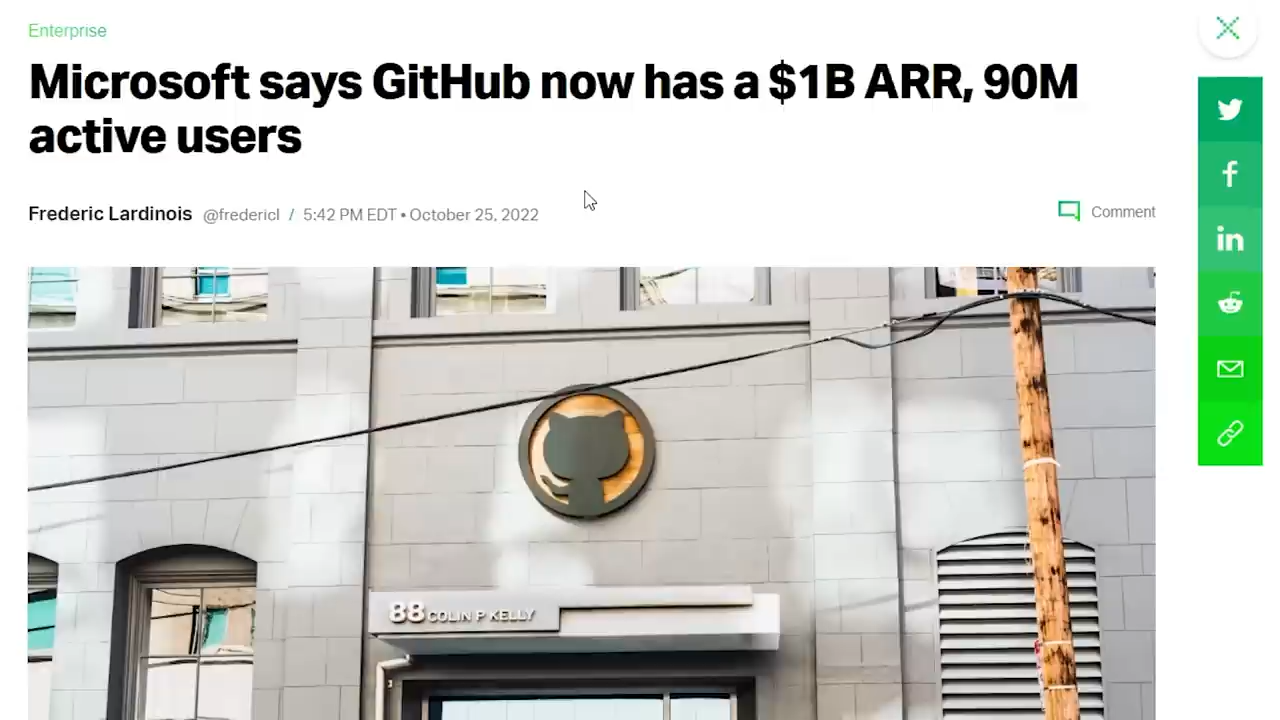 Enterprise
Microsoft says GitHub now has a $1B ARR, 90M
active users
Frederic Lardinois @fredericl / 5:42 PM EDT • October 25, 2022
Comment
88 COLIN P KELLY